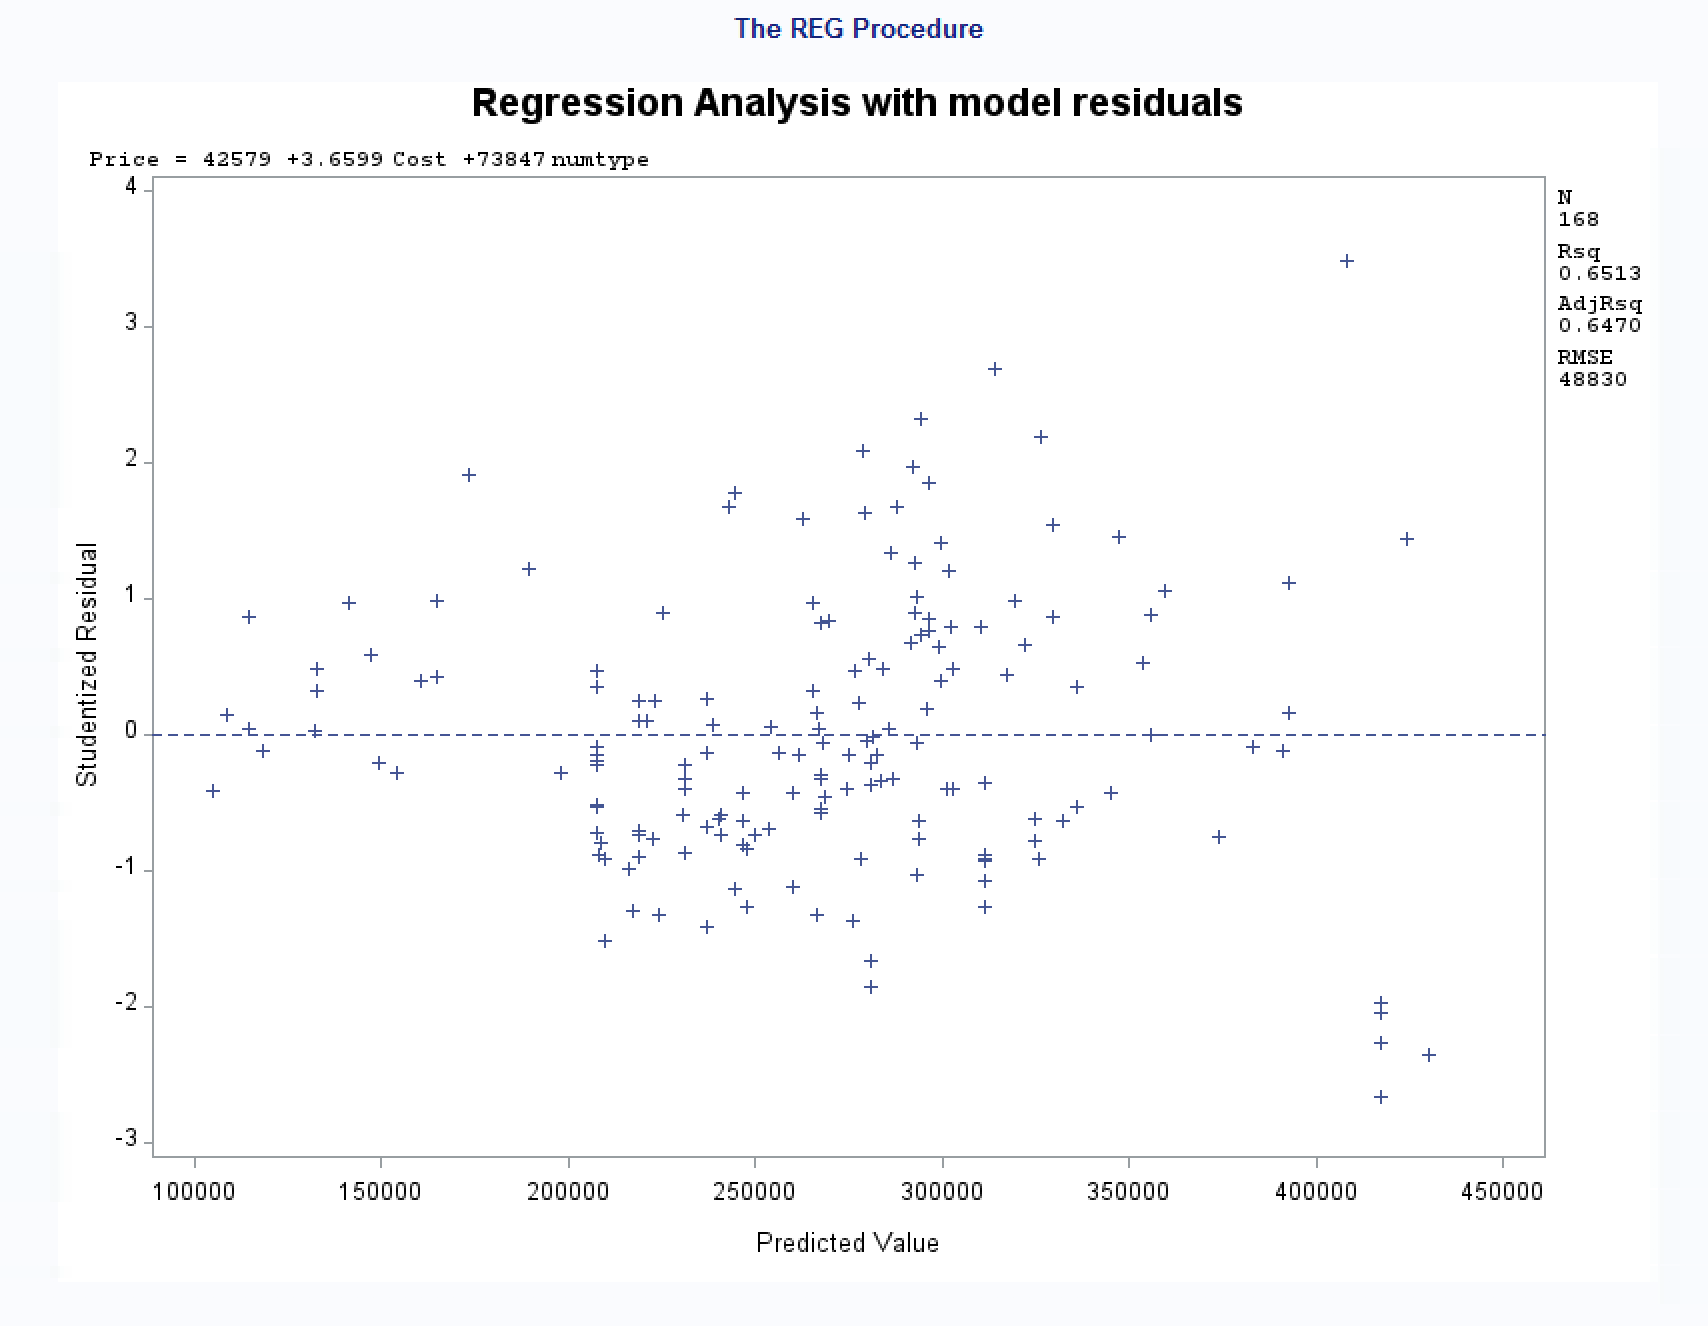 The REG Procedure
Regression Analysis with model residuals
Price = 42579 +3.6599 Cost +73847 numtype
4
3
2
1
0
-1
-2
-3
Studentized Residual
N
168
Rsq
0.6513
AdjRsq
0.6470
RMSE
48830
100000 150000 200000 250000 300000 350000 400000 450000
Predicted Value